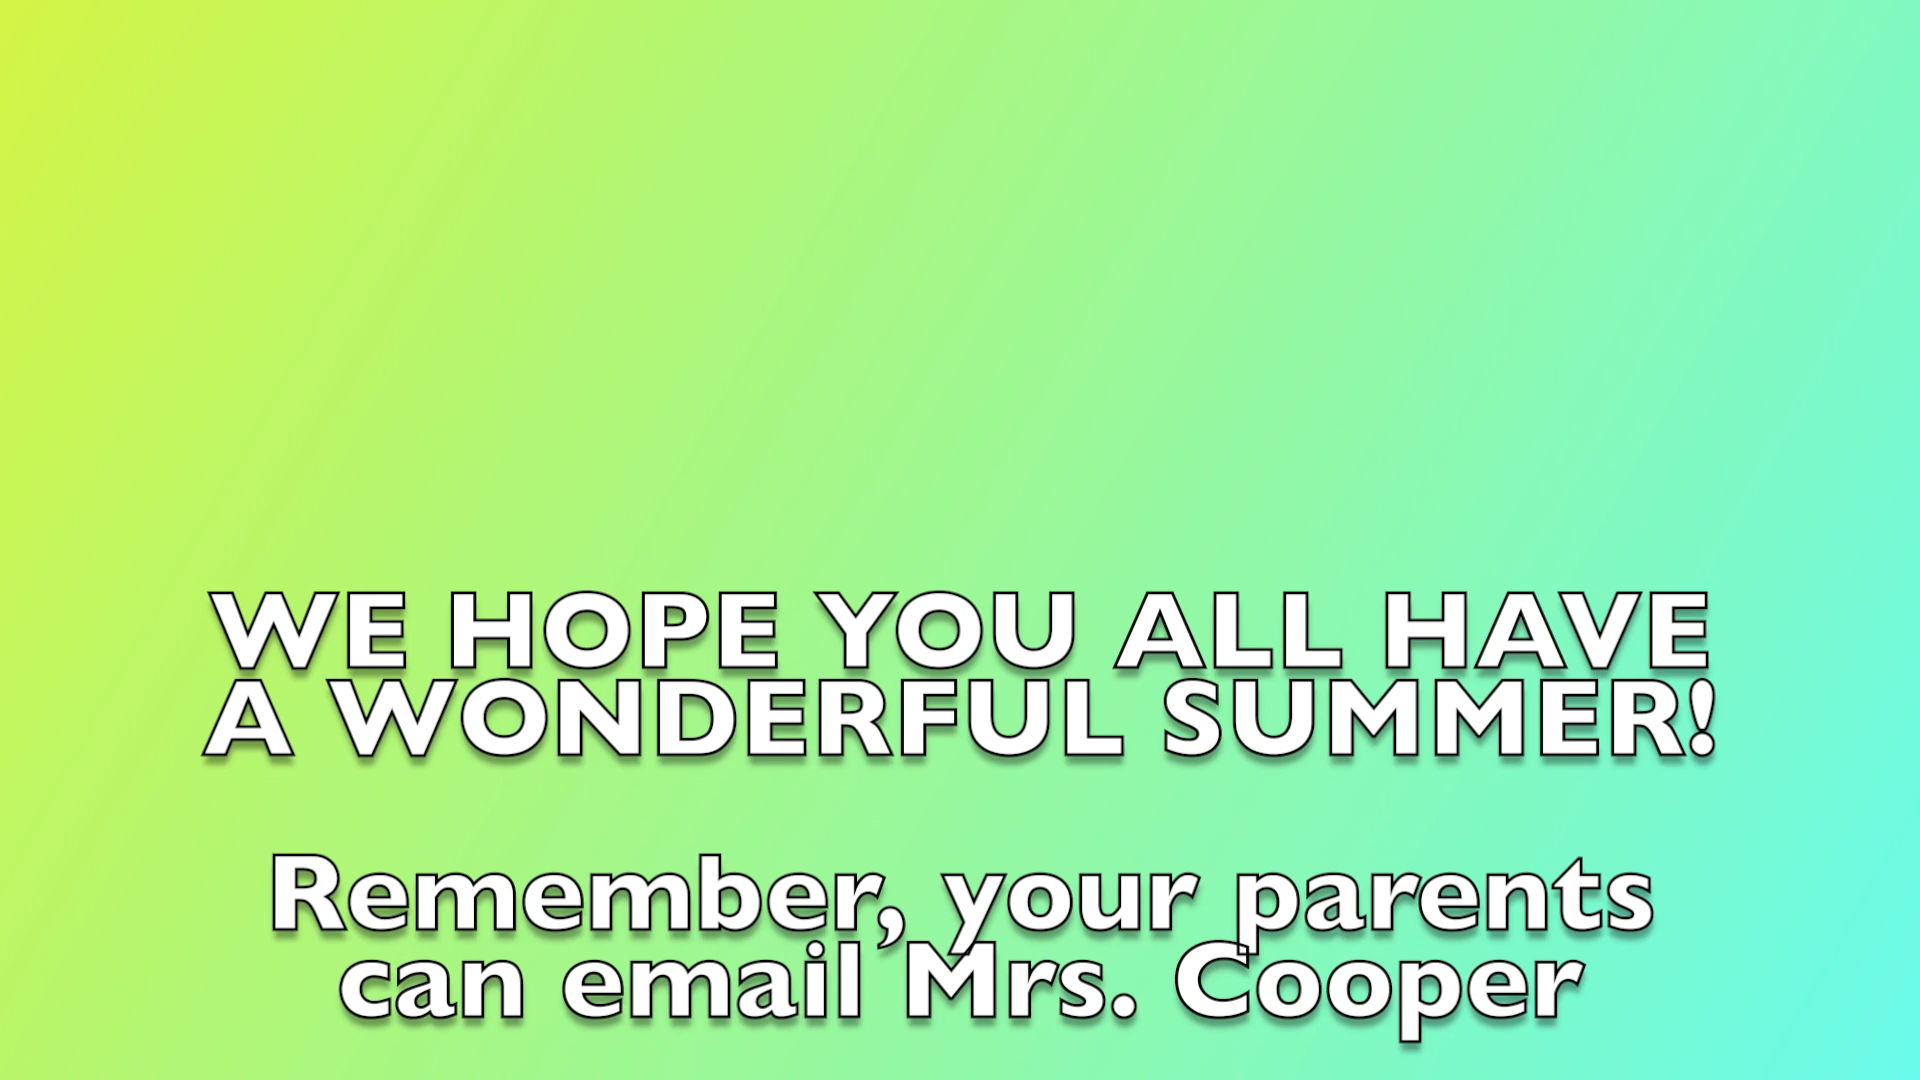 WE HOPE YOU ALL HAVE
A WONDERFUL SUMMER!
Remember, your parents
can email Mrs. Cooper